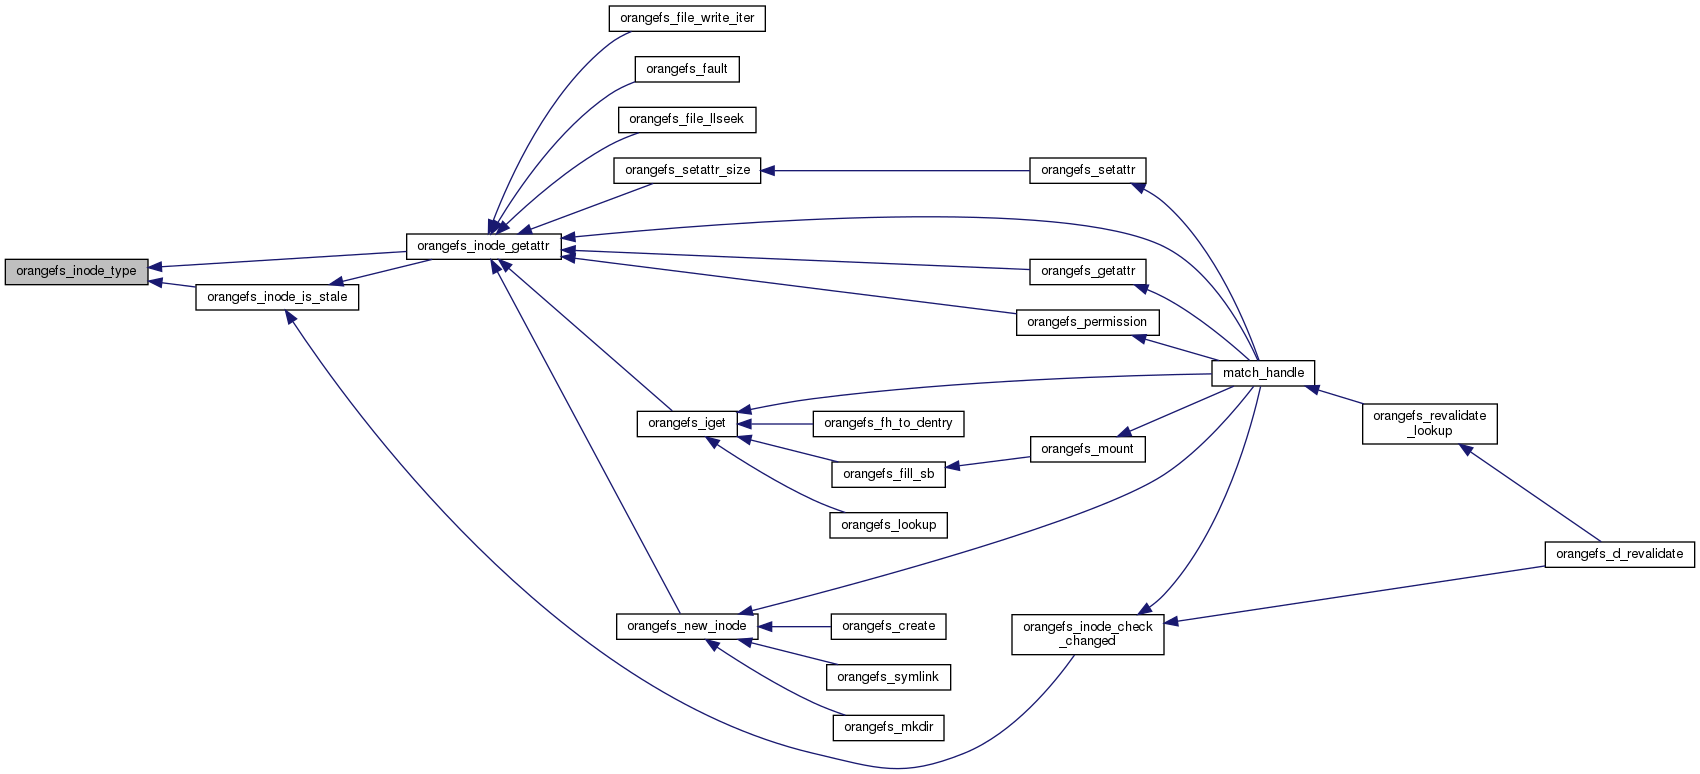 orangefs_file_write_iter
orangefs_fault
orangefs_file_llseek
orangefs_setattr_size
orangefs_setattr
orangefs_inode_getattr
orangefs_inode_type
orangefs_getattr
orangefs_inode_is_stale
orangefs_permission
match_handle
orangefs_iget
orangefs_fh_to_dentry
orangefs_revalidate
_lookup
orangefs_mount
orangefs_fill_sb
orangefs_lookup
orangefs_d_revalidate
orangefs_new_inode
orangefs_create
orangefs_inode_check
_changed
orangefs_symlink
orangefs_mkdir